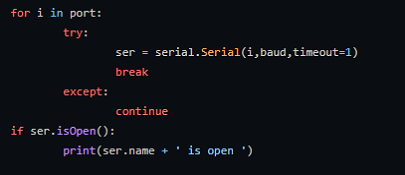 for i in port:
        try:
                ser = serial.Serial(i,baud,timeout=1)
                break
        except:
                continue
if ser.isOpen():
        print(ser.name + ' is open ')